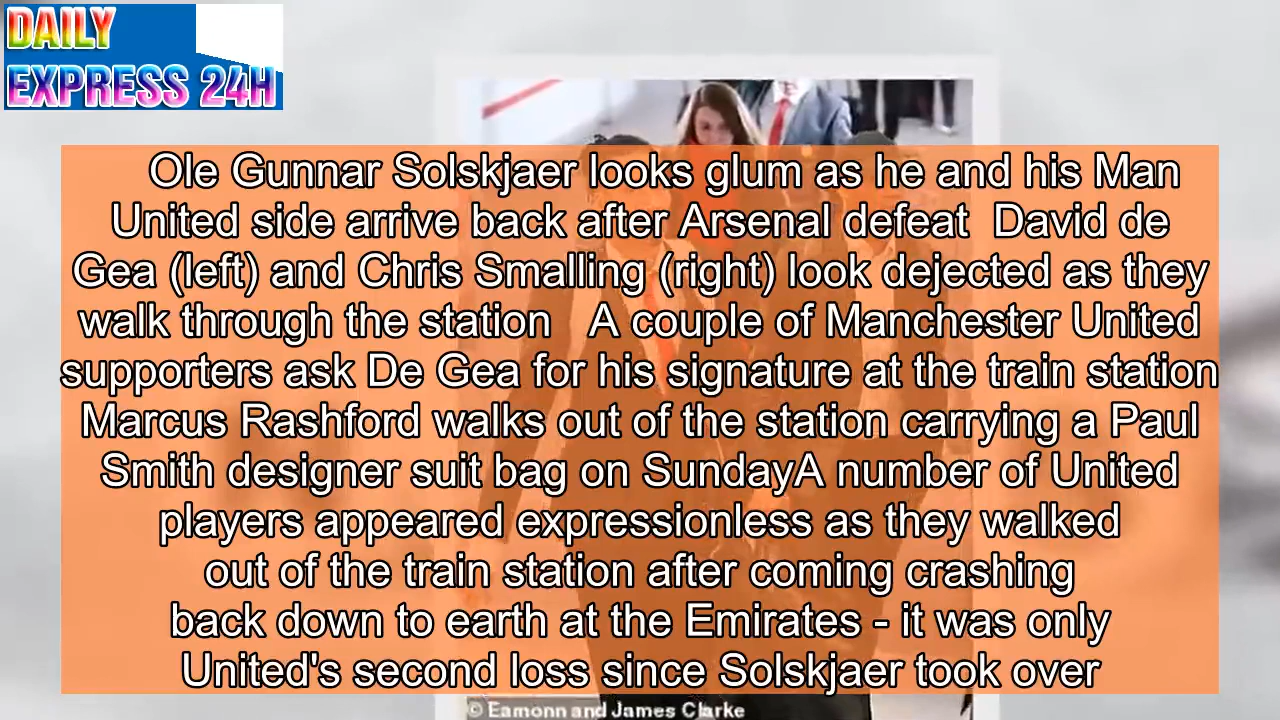 DAILY
EXPRESS 24H
Ole Gunnar Solskjaer looks glum as he and his Man
United side arrive back after Arsenal defeat  David de
Gea (left) and Chris Smalling (right) look dejected as they
walk through the station   A couple of Manchester United
supporters ask De Gea for his signature at the train station
Marcus Rashford walks out of the station carrying a Paul
Smith designer suit bag on SundayA number of United
players appeared expressionless as they walked
out of the train station after coming crashing
back down to earth at the Emirates - it was only
United's second loss since Solskjaer took over
© Eamonn and James Clarke